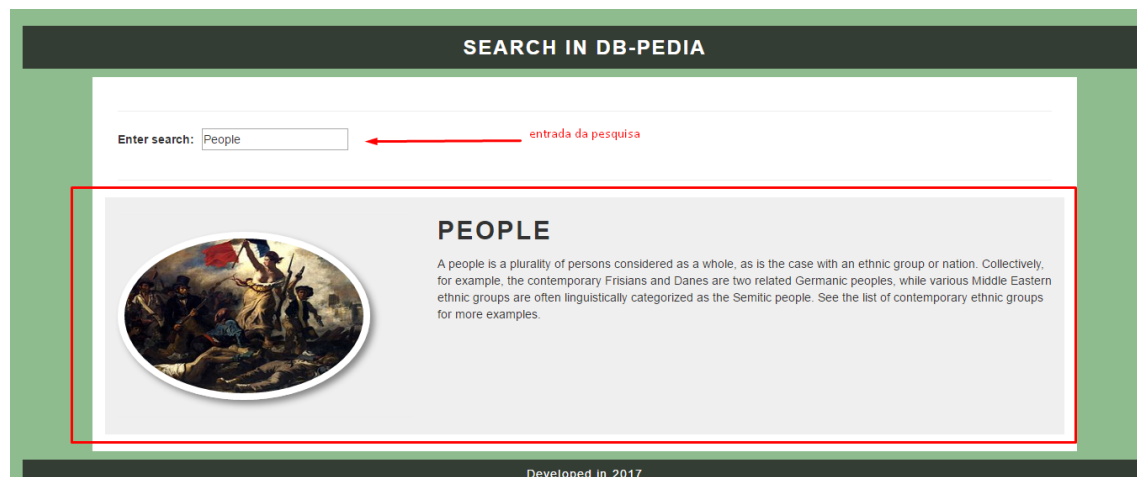 SEARCH IN DB-PEDIA
Enter search: People
entrada da pesquisa
PEOPLE
A people is a plurality of persons considered as a whole, as is the case with an ethnic group or nation. Collectively,
for example, the contemporary Frisians and Danes are two related Germanic peoples, while various Middle Eastern
ethnic groups are often linguistically categorized as the Semitic people. See the list of contemporary ethnic groups
for more examples.
Developed in 2017